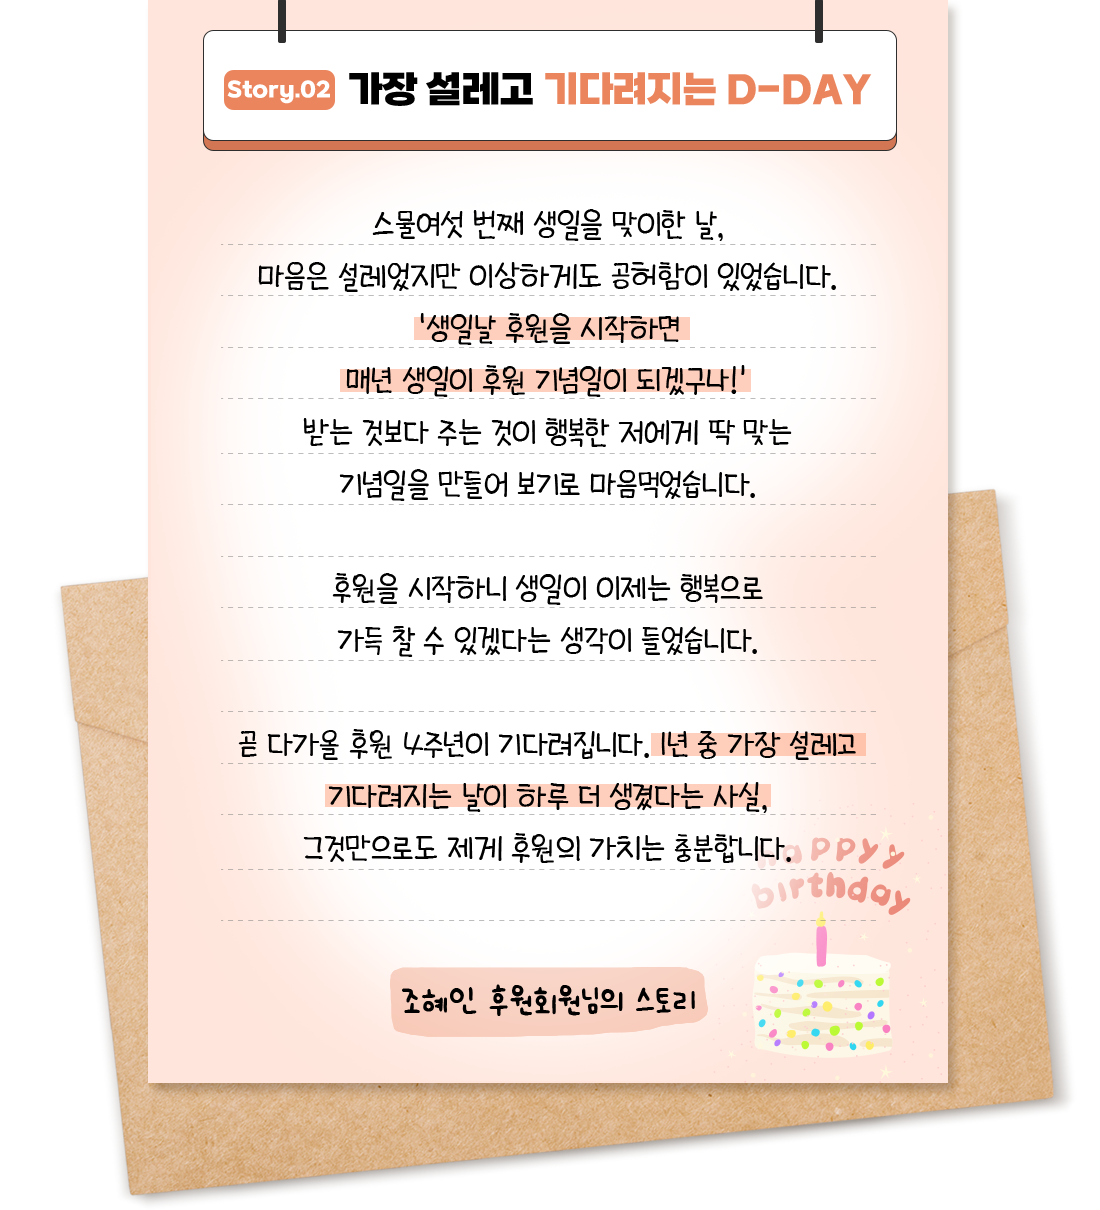 Story.02 가장 설레고 기다려지는 D-DAY
스물여섯 번째 생일을 맞이한 날,
마음은 설레었지만 이상하게도 공허함이 있었습니다.
'생일날 후원을 시작하면
매년 생일이 후원 기념일이 되겠구나!'
받는 것보다 주는 것이 행복한 저에게 딱 맞는
기념일을 만들어 보기로 마음먹었습니다.
후원을 시작하니 생일이 이제는 행복으로
가득 찰 수 있겠다는 생각이 들었습니다.
곧 다가올 후원 4주년이 기다려집니다. 1년 중 가장 설레고
기다려지는 날이 하루 더 생겼다는 사실,
그것만으로도 제게 후원의 가치는 충분합니다.
happy
birthday
조혜인 후원회원님의 스토리